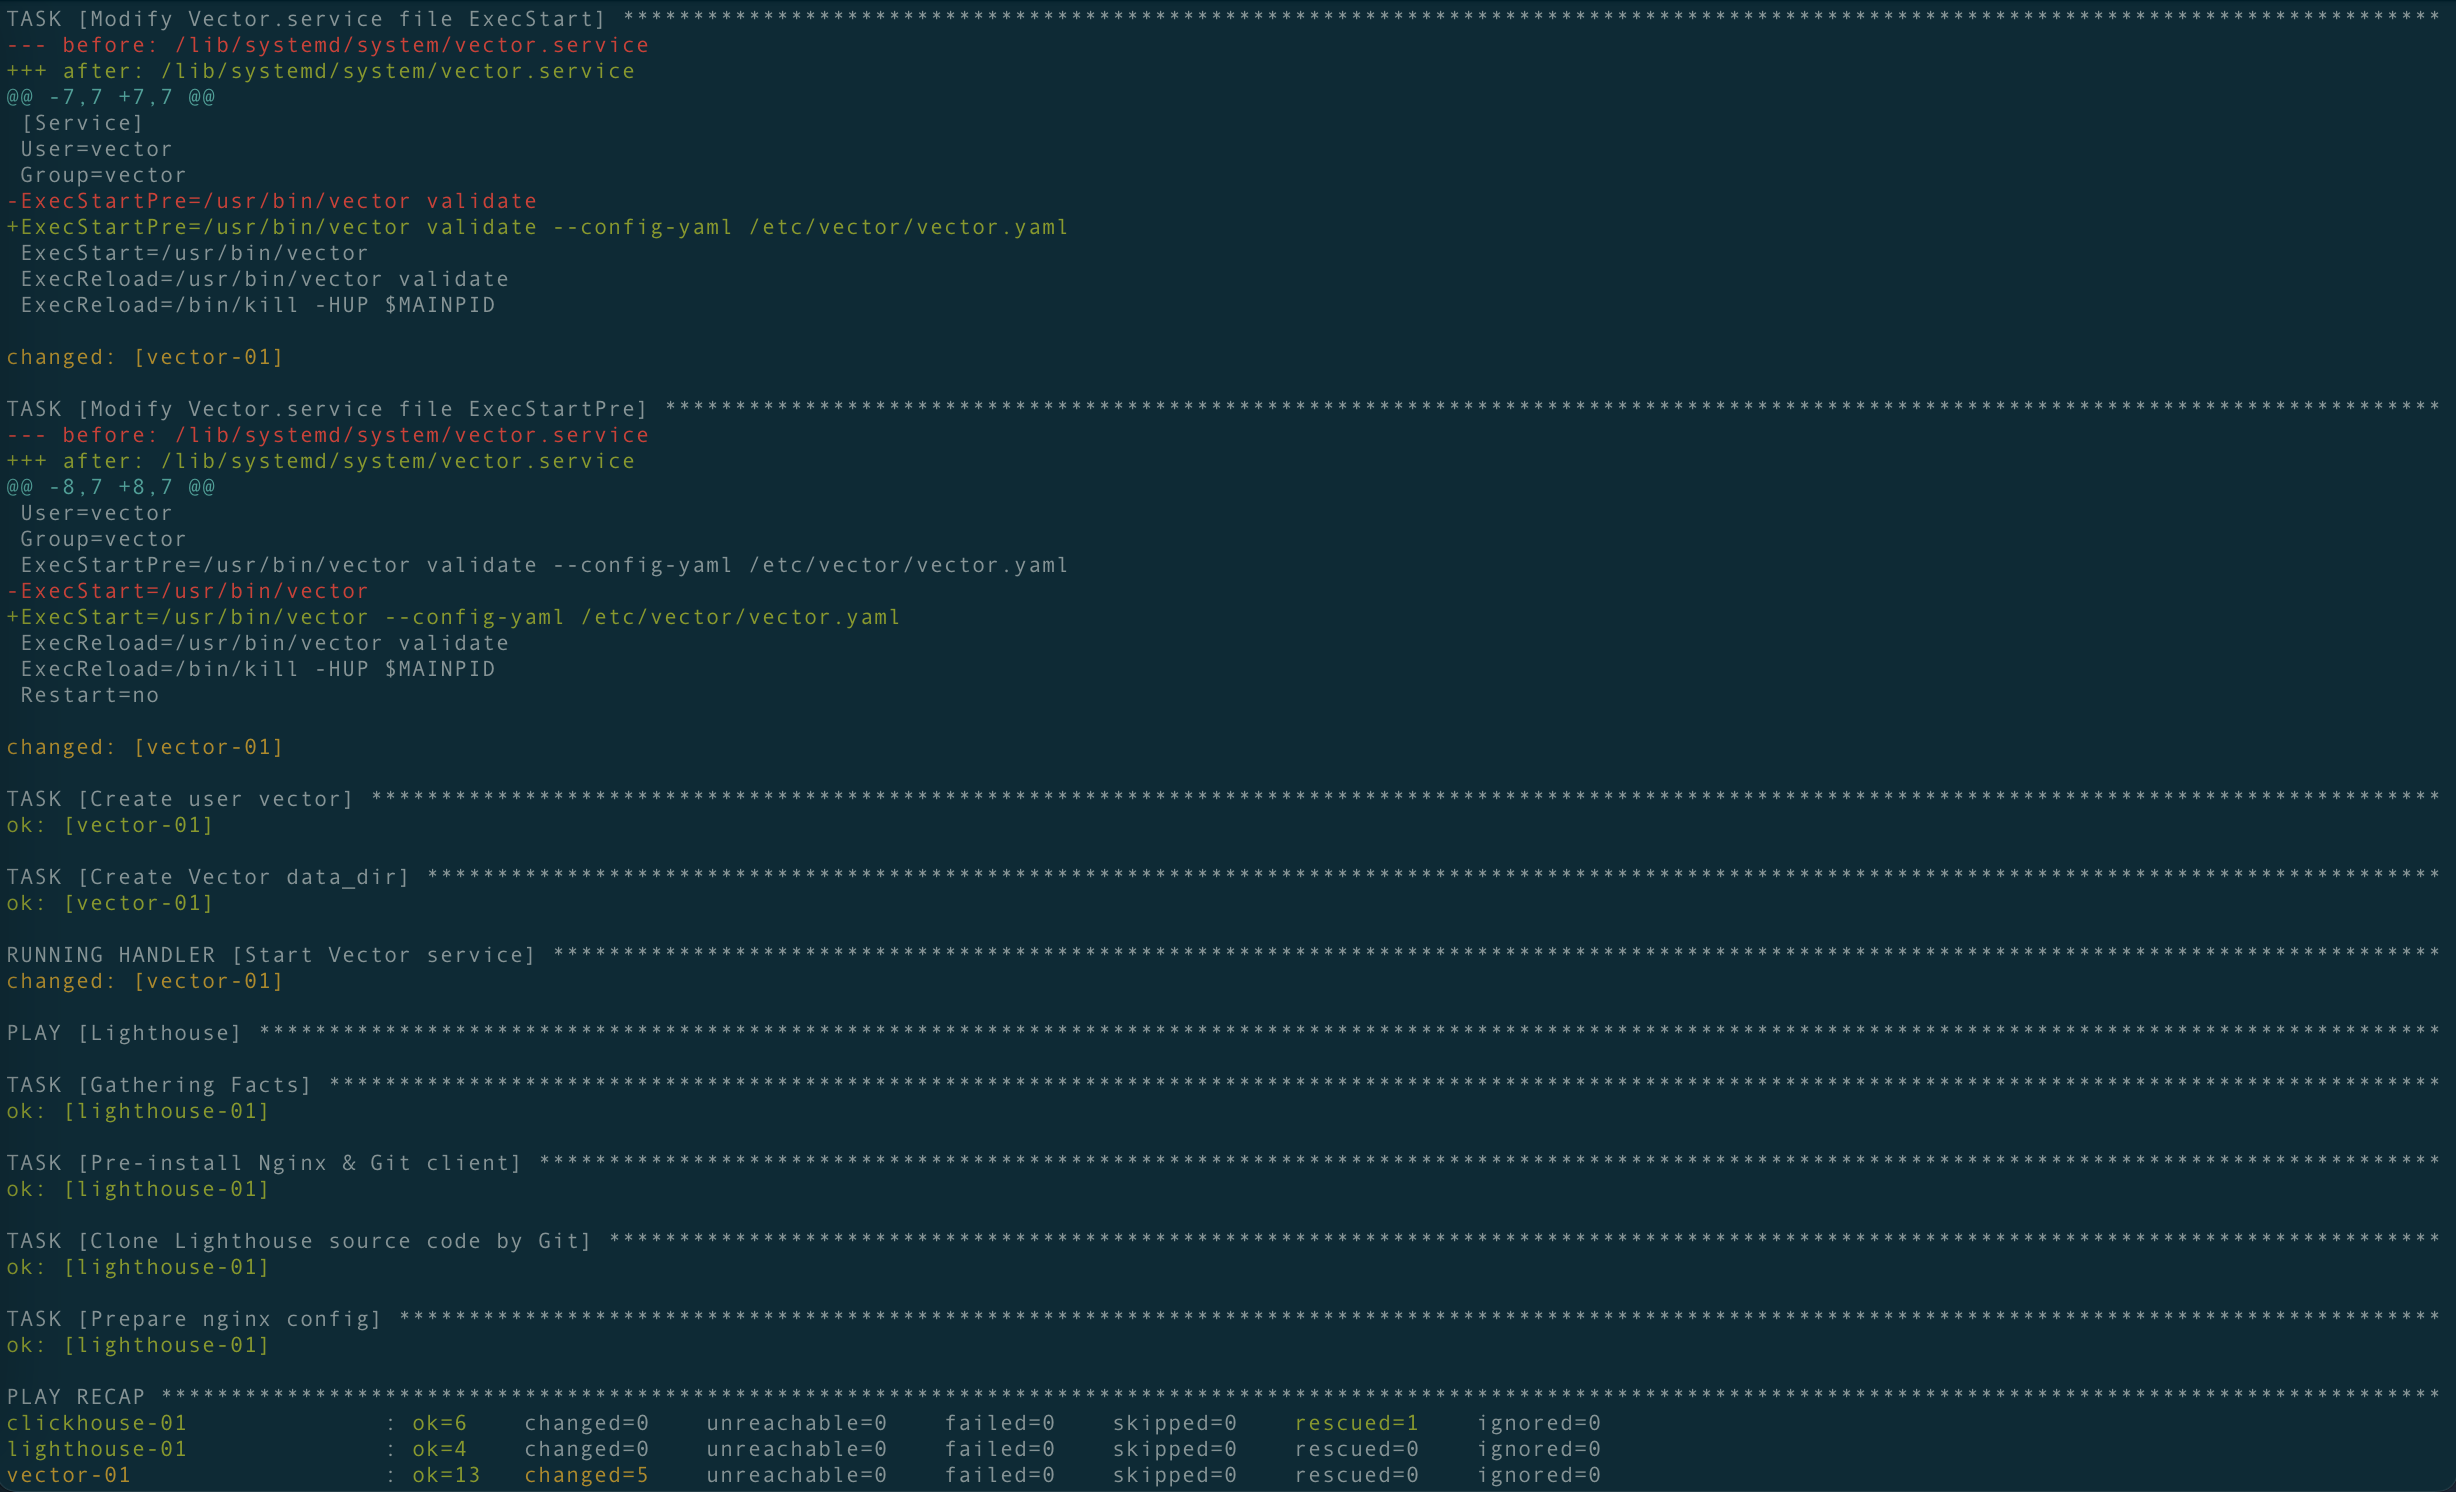 TASK [Modify Vector.service file ExecStart] **********************************************************************************************************************************
--- before: /lib/systemd/system/vector.service
+++ after: /lib/systemd/system/vector.service
@@ -7,7 +7,7 @@
 [Service]
 User=vector
 Group=vector
-ExecStartPre=/usr/bin/vector validate
+ExecStartPre=/usr/bin/vector validate --config-yaml /etc/vector/vector.yaml
 ExecStart=/usr/bin/vector
 ExecReload=/usr/bin/vector validate
 ExecReload=/bin/kill -HUP $MAINPID
changed: [vector-01]
TASK [Modify Vector.service file ExecStartPre] *******************************************************************************************************************************
--- before: /lib/systemd/system/vector.service
+++ after: /lib/systemd/system/vector.service
@@ -8,7 +8,7 @@
 User=vector
 Group=vector
 ExecStartPre=/usr/bin/vector validate --config-yaml /etc/vector/vector.yaml
-ExecStart=/usr/bin/vector
+ExecStart=/usr/bin/vector --config-yaml /etc/vector/vector.yaml
 ExecReload=/usr/bin/vector validate
 ExecReload=/bin/kill -HUP $MAINPID
 Restart=no
changed: [vector-01]
TASK [Create user vector] ****************************************************************************************************************************************************
ok: [vector-01]
TASK [Create Vector data_dir] ************************************************************************************************************************************************
ok: [vector-01]
RUNNING HANDLER [Start Vector service] ***************************************************************************************************************************************
changed: [vector-01]
PLAY [Lighthouse] ************************************************************************************************************************************************************
TASK [Gathering Facts] *******************************************************************************************************************************************************
ok: [lighthouse-01]
TASK [Pre-install Nginx & Git client] ****************************************************************************************************************************************
ok: [lighthouse-01]
TASK [Clone Lighthouse source code by Git] ***********************************************************************************************************************************
ok: [lighthouse-01]
TASK [Prepare nginx config] **************************************************************************************************************************************************
ok: [lighthouse-01]
PLAY RECAP *******************************************************************************************************************************************************************
clickhouse-01              : ok=6    changed=0    unreachable=0    failed=0    skipped=0    rescued=1    ignored=0
lighthouse-01              : ok=4    changed=0    unreachable=0    failed=0    skipped=0    rescued=0    ignored=0
vector-01                  : ok=13   changed=5    unreachable=0    failed=0    skipped=0    rescued=0    ignored=0